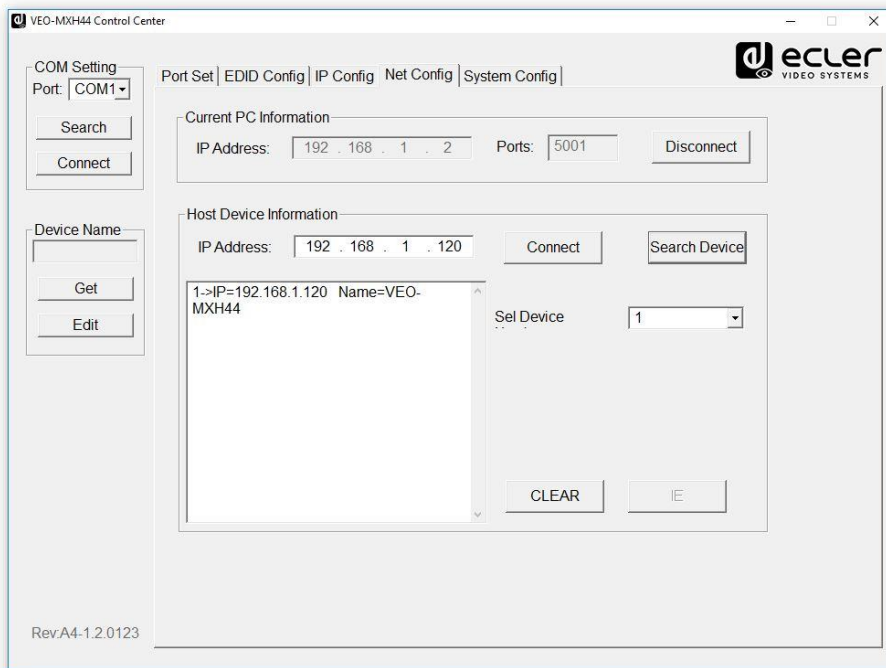 VEO-MXH44 Control Center
ecler
VIDEO SYSTEMS
COM Setting
Port: COM1
Search
Connect
Device Name
Get
Edit
Port Set EDID Config IP Config Net Config System Config
Current PC Information
IP Address: 192 . 168 . 1 . 2 Ports: 5001 Disconnect
Host Device Information
IP Address: 192 . 168 . 1 . 120 Connect Search Device
1->IP=192.168.1.120 Name=VEO-
MXH44
Sel Device 1
CLEAR IE
Rev:A4-1.2.0123